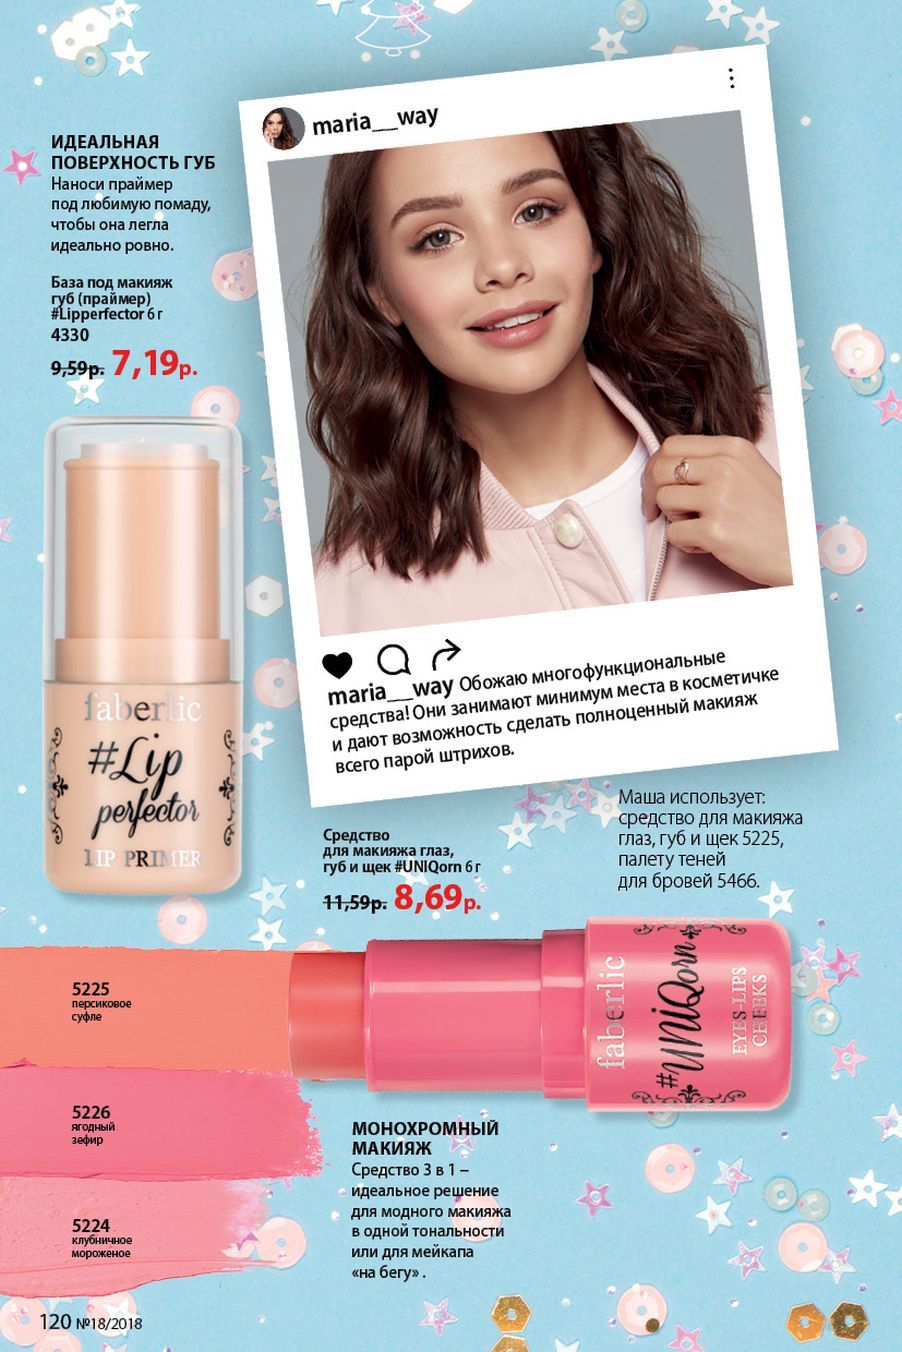 maria__way
ИДЕАЛЬНАЯ
ПОВЕРХНОСТЬ ГУБ
Наноси праймер
под любимую помаду,
чтобы она легла
идеально ровно.
База под макияж
губ (праймер)
#Lipperfector 6 г
4330
9,59р. 7,19р.
faberlic
#Lip
perfector
LIP PRIMER
maria__way Обожаю многофункциональные
средства! Они занимают минимум места в косметичке
и дают возможность сделать полноценный макияж
всего парой штрихов.
Маша использует:
средство для макияжа
глаз, губ и щек 5225,
палету теней
для бровей 5466.
Средство
для макияжа глаз,
губ и щек #UNIQorn 6 г
11,59р. 8,69р.
faberlic
#UNIQorn
EYES-LIPS
CHEEKS
5225
персиковое
суфле
5226
ягодный
зефир
5224
клубничное
мороженое
МОНОХРОМНЫЙ
МАКИЯЖ
Средство 3 в 1 –
идеальное решение
для модного макияжа
в одной тональности
или для мейкапа
«на бегу» .
120 №18/2018